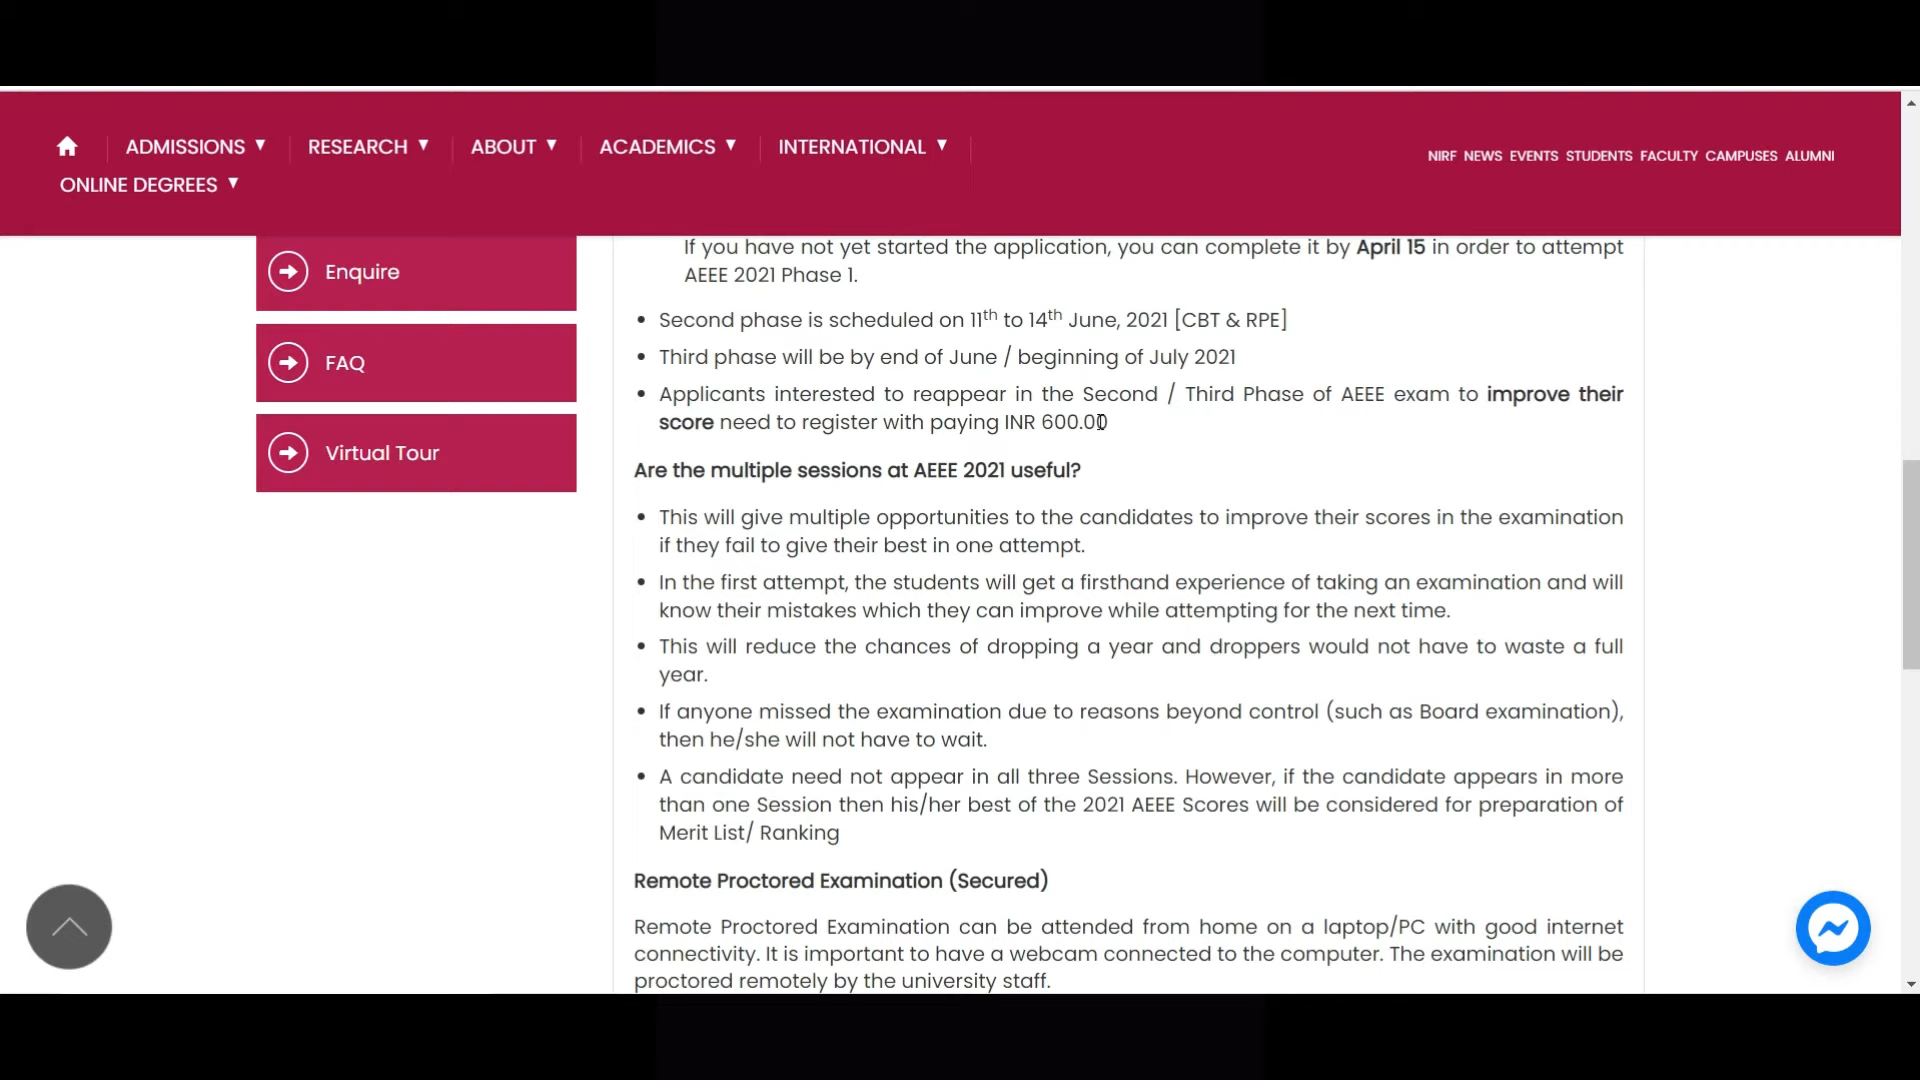 ADMISSIONS ▼ RESEARCH ▼ ABOUT ▼ ACADEMICS ▼ INTERNATIONAL ▼
ONLINE DEGREES ▼
NIRF NEWS EVENTS STUDENTS FACULTY CAMPUSES ALUMNI
Enquire
FAQ
Virtual Tour
If you have not yet started the application, you can complete it by April 15 in order to attempt
AEEE 2021 Phase 1.
• Second phase is scheduled on 11th to 14th June, 2021 [CBT & RPE]
• Third phase will be by end of June / beginning of July 2021
• Applicants interested to reappear in the Second / Third Phase of AEEE exam to improve their
score need to register with paying INR 600.00
Are the multiple sessions at AEEE 2021 useful?
• This will give multiple opportunities to the candidates to improve their scores in the examination
if they fail to give their best in one attempt.
• In the first attempt, the students will get a firsthand experience of taking an examination and will
know their mistakes which they can improve while attempting for the next time.
• This will reduce the chances of dropping a year and droppers would not have to waste a full
year.
• If anyone missed the examination due to reasons beyond control (such as Board examination),
then he/she will not have to wait.
• A candidate need not appear in all three Sessions. However, if the candidate appears in more
than one Session then his/her best of the 2021 AEEE Scores will be considered for preparation of
Merit List/ Ranking
Remote Proctored Examination (Secured)
Remote Proctored Examination can be attended from home on a laptop/PC with good internet
connectivity. It is important to have a webcam connected to the computer. The examination will be
proctored remotely by the university staff.